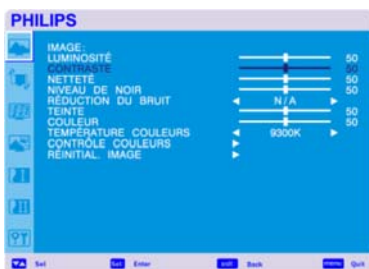 PHILIPS
IMAGE:
LUMINOSITÉ 50
CONTRASTE 50
NETTETÉ 50
NIVEAU DE NOIR 50
RÉDUCTION DU BRUIT N/A
TEINTE 50
COULEUR 50
TEMPÉRATURE COULEURS 9300K
CONTRÔLE COULEURS
RÉINITIAL. IMAGE
Sel Set Enter exit Back menu Quit